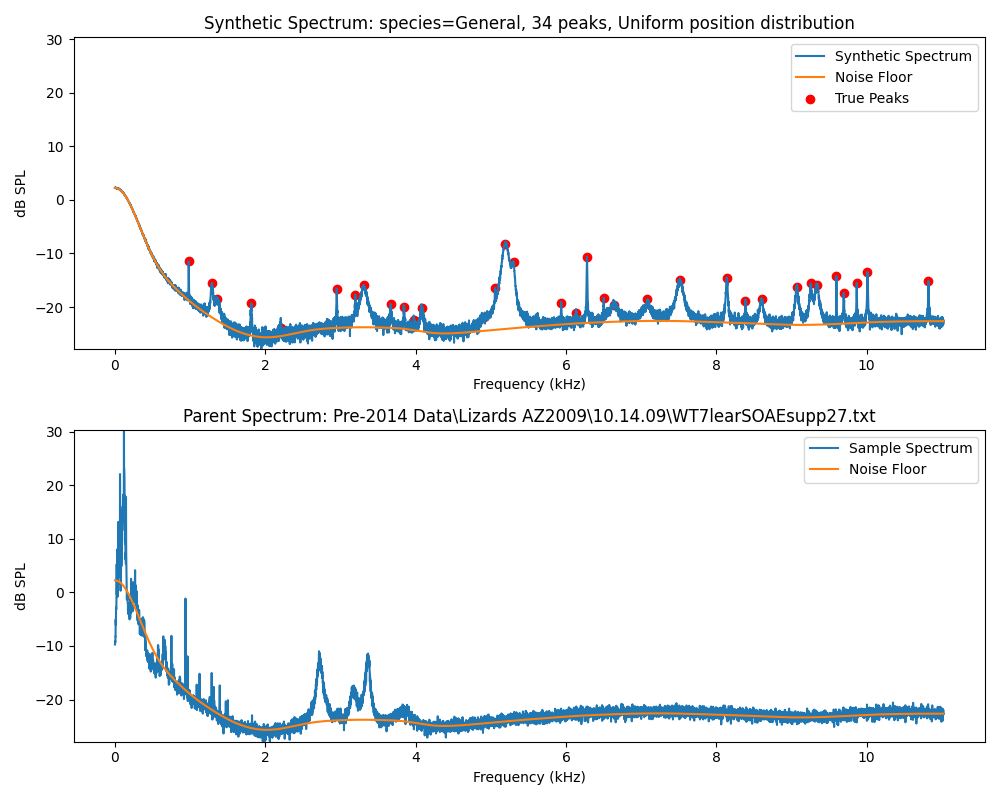 Synthetic Spectrum: species=General, 34 peaks, Uniform position distribution
30
20
10
0
−10
−20
dB SPL
Synthetic Spectrum
Noise Floor
True Peaks
0 2 4 6 8 10
Frequency (kHz)
Parent Spectrum: Pre-2014 Data\Lizards AZ2009\10.14.09\WT7learSOAEsupp27.txt
30
20
10
0
−10
−20
dB SPL
Sample Spectrum
Noise Floor
0 2 4 6 8 10
Frequency (kHz)